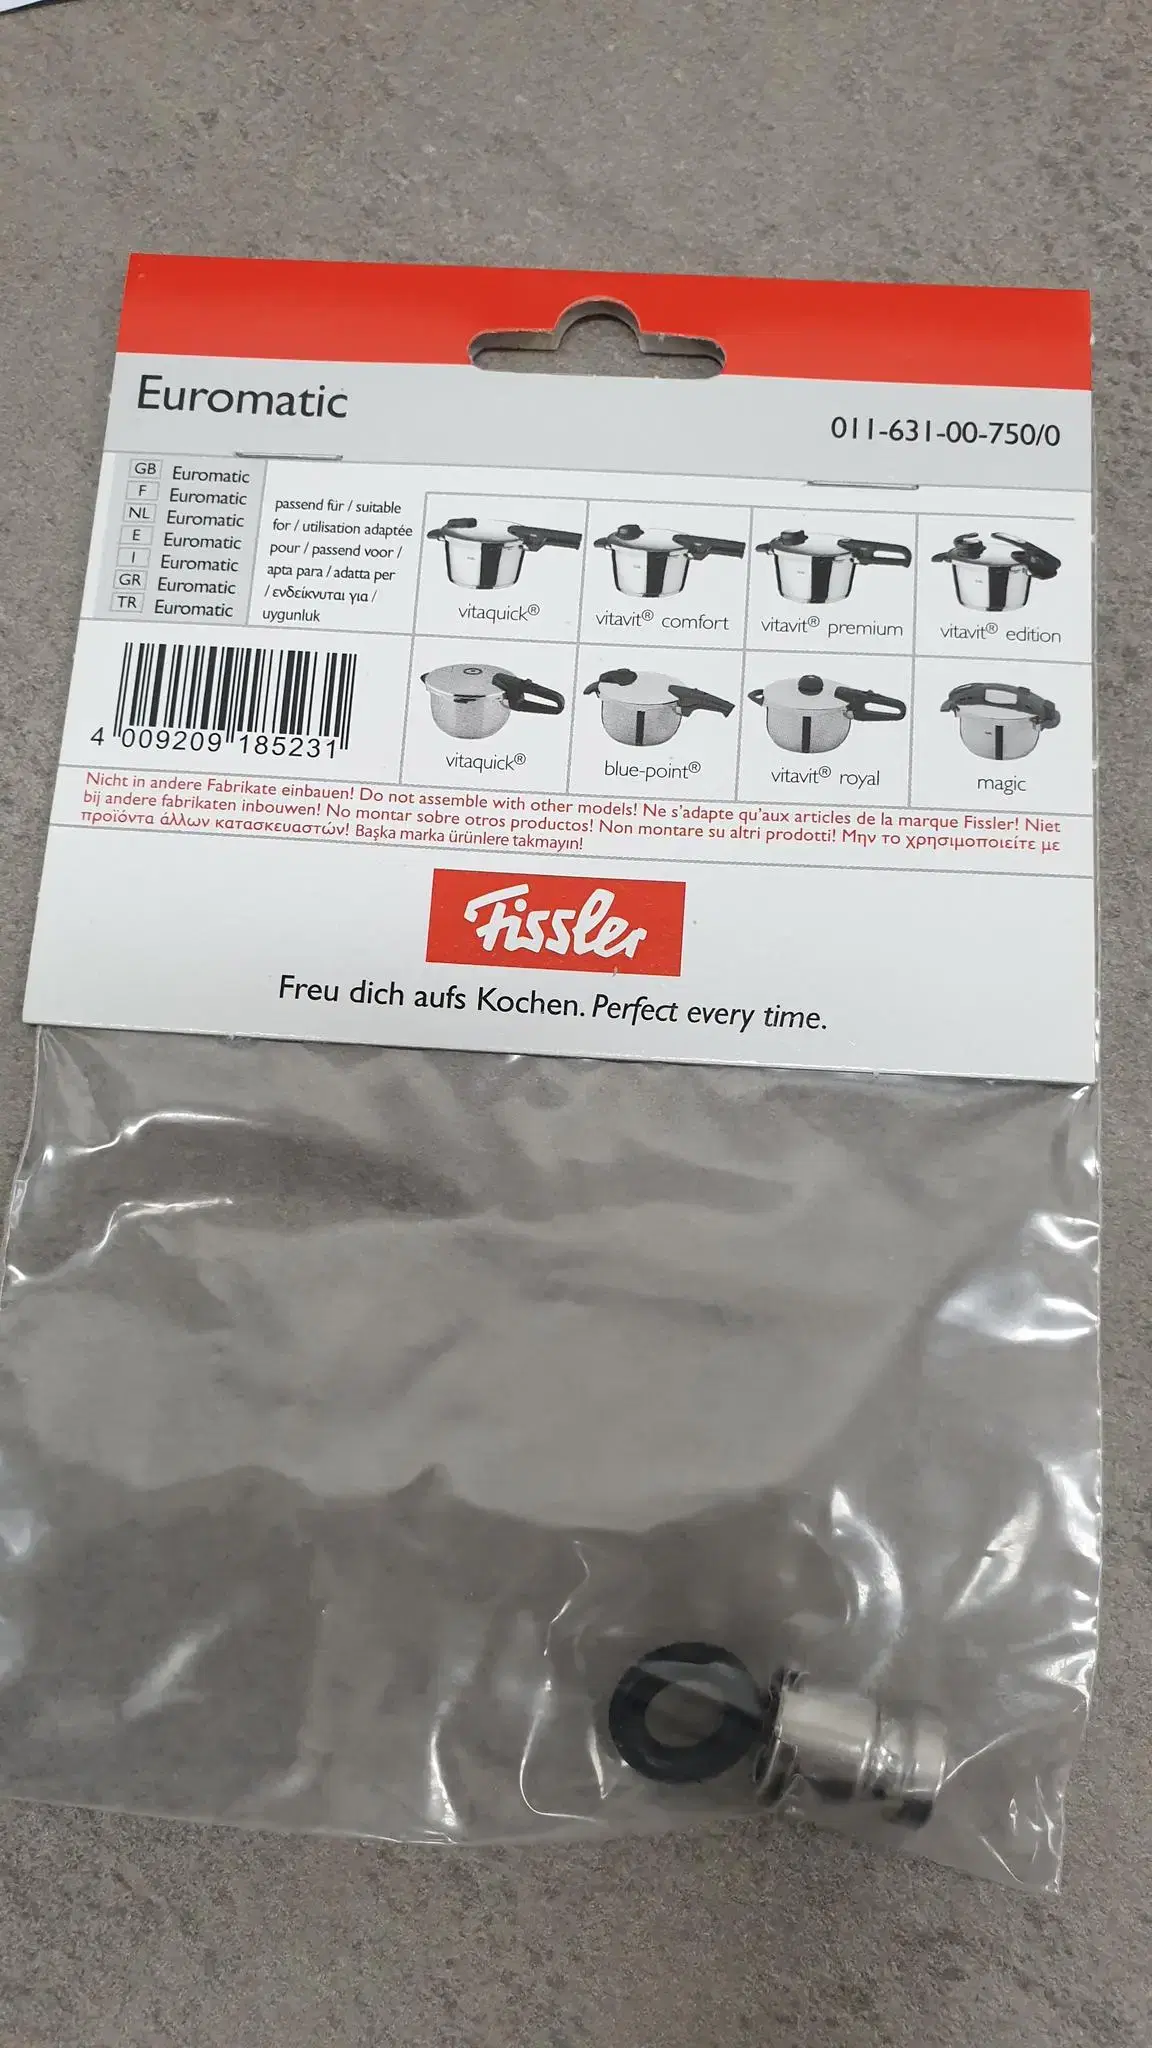 Euromatic
011-631-00-750/0
GB Euromatic
F Euromatic
NL Euromatic
E Euromatic
I Euromatic
GR Euromatic
TR Euromatic
passend für / suitable
for / utilisation adaptée
pour / passend voor /
apta para / adatta per
/ ενδείκνυται για /
uygunluk
vitaquick®
vitavit® comfort
vitavit® premium
vitavit® edition
vitaquick®
blue-point®
vitavit® royal
magic
4 009209 185231
Nicht in andere Fabrikate einbauen! Do not assemble with other models! Ne s'adapte qu'aux articles de la marque Fissler! Niet
bij andere fabrikaten inbouwen! No montar sobre otros productos! Non montare su altri prodotti! Μην το χρησιμοποιείτε με
προϊόντα άλλων κατασκευαστών! Başka marka ürünlere takmayın!
Fissler
Freu dich aufs Kochen. Perfect every time.